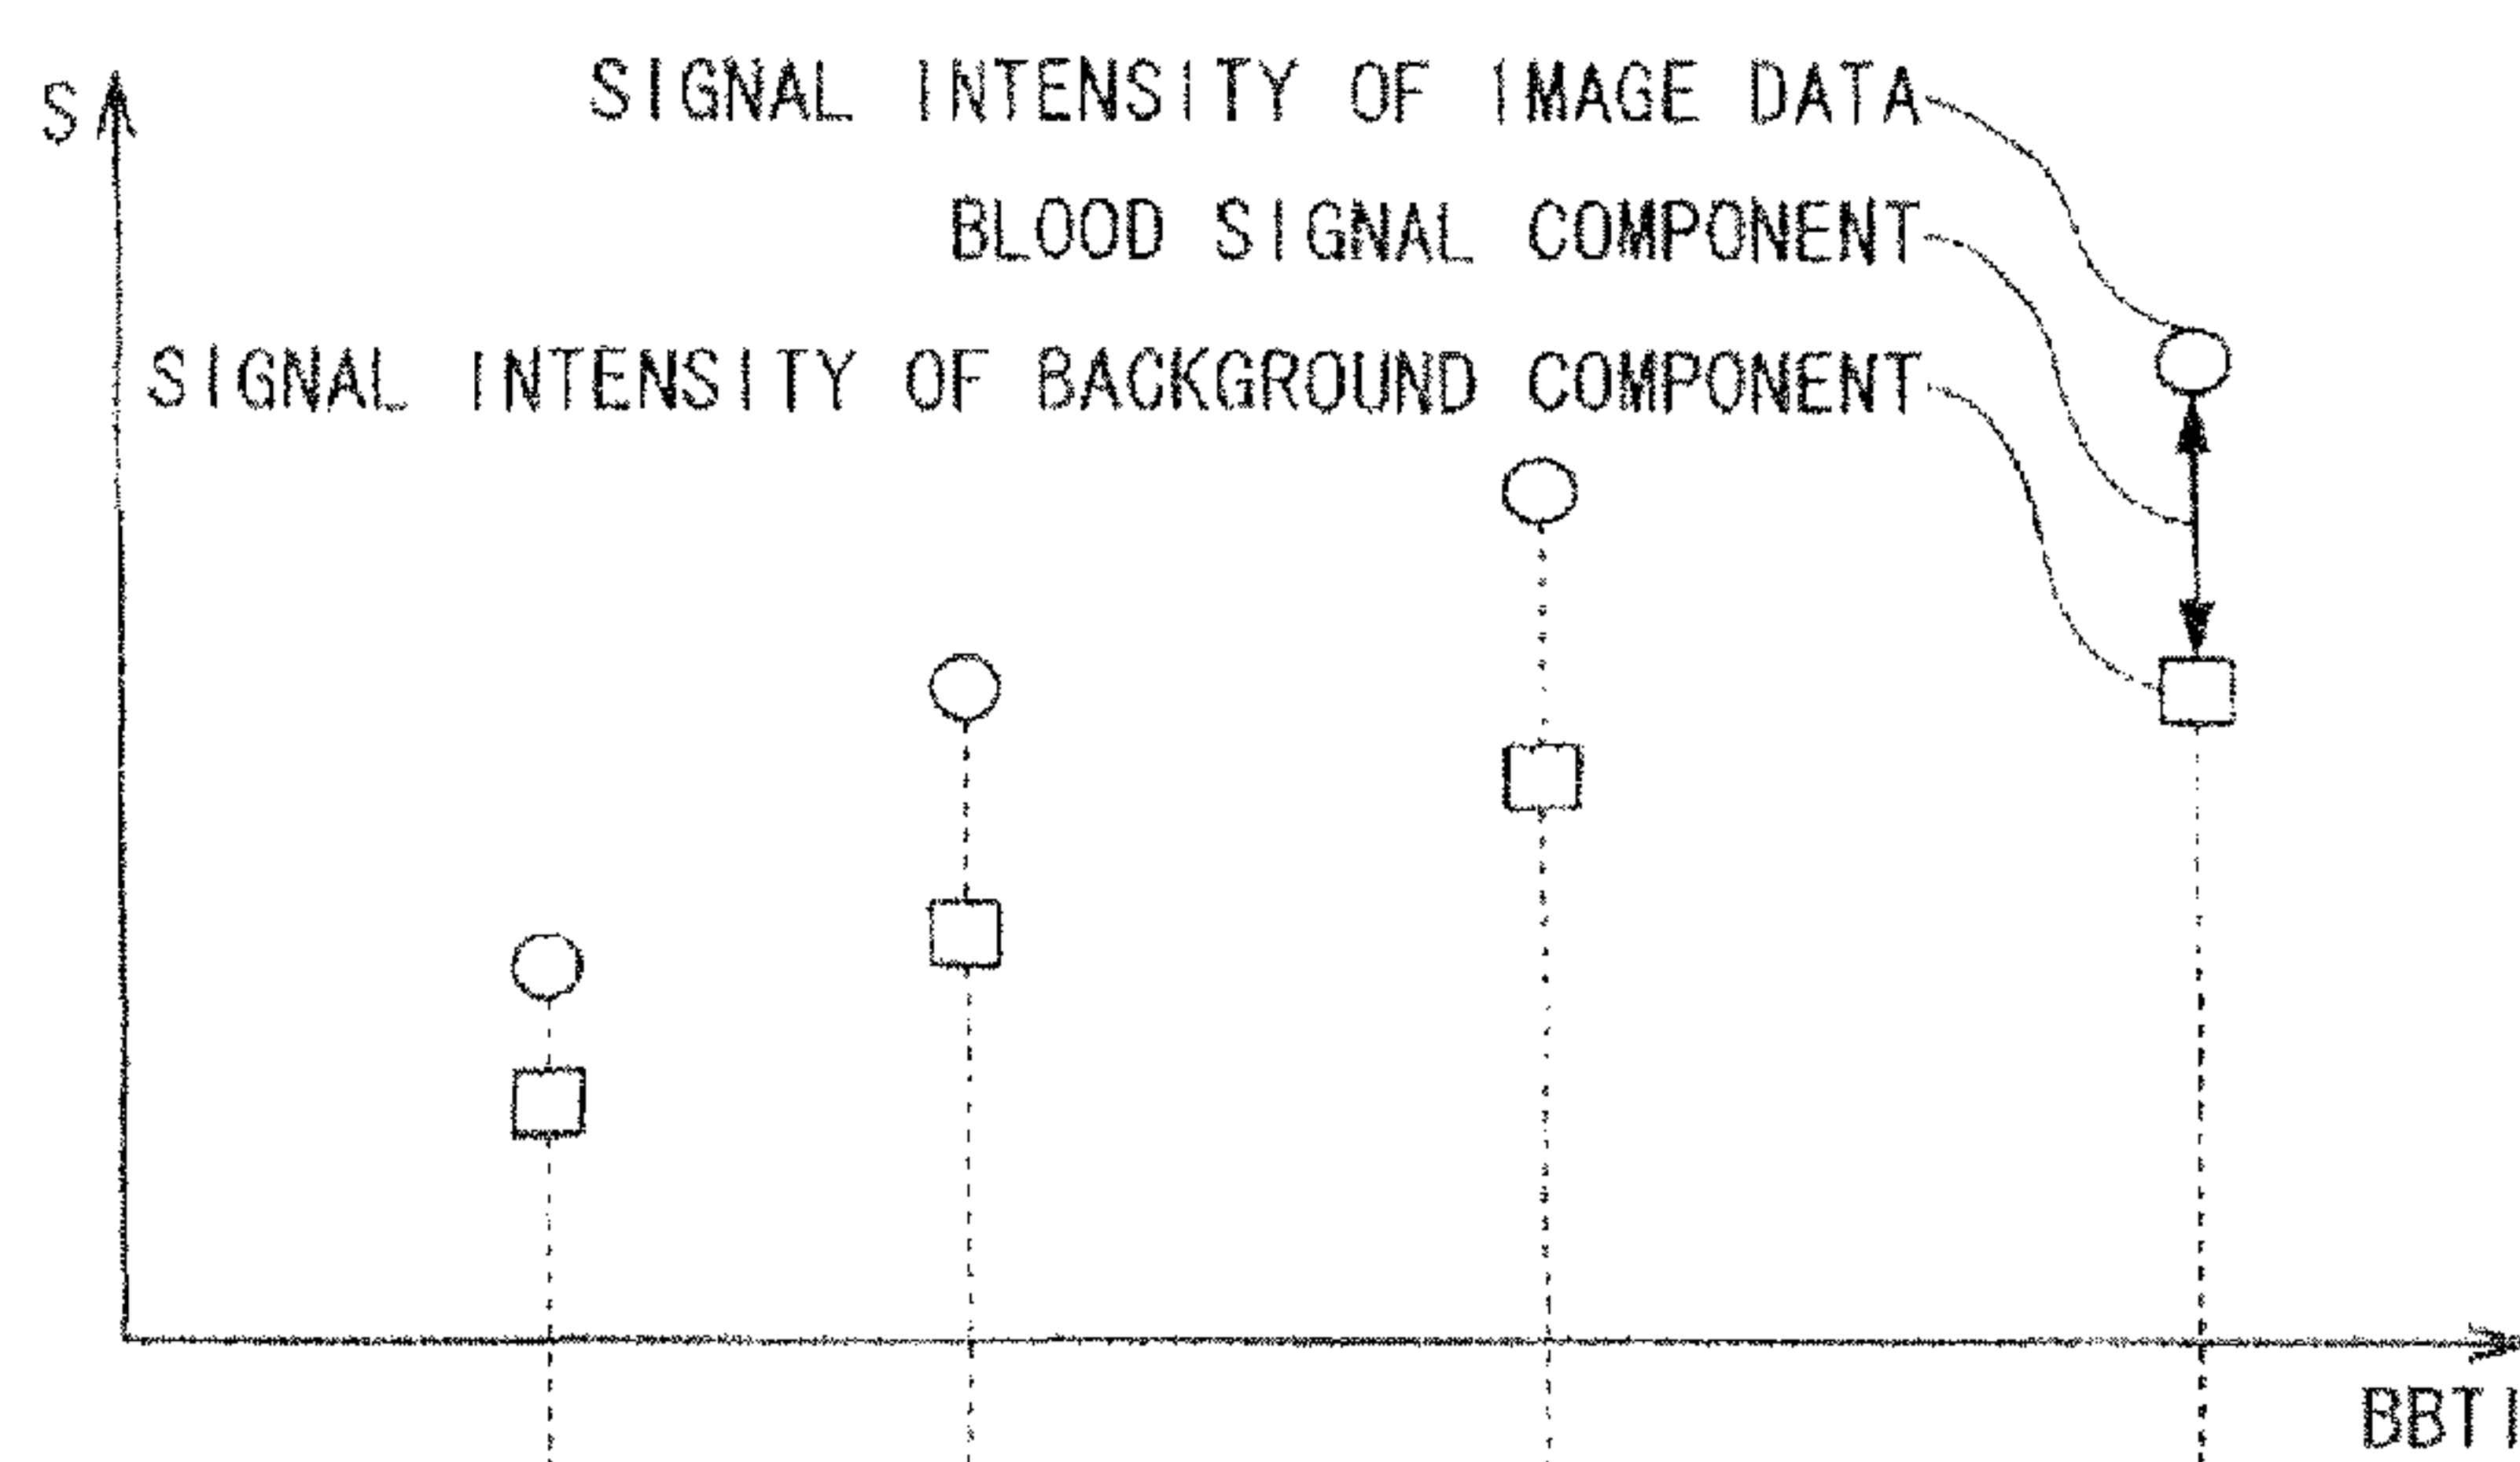 S
SIGNAL INTENSITY OF IMAGE DATA
BLOOD SIGNAL COMPONENT
SIGNAL INTENSITY OF BACKGROUND COMPONENT
BBTI